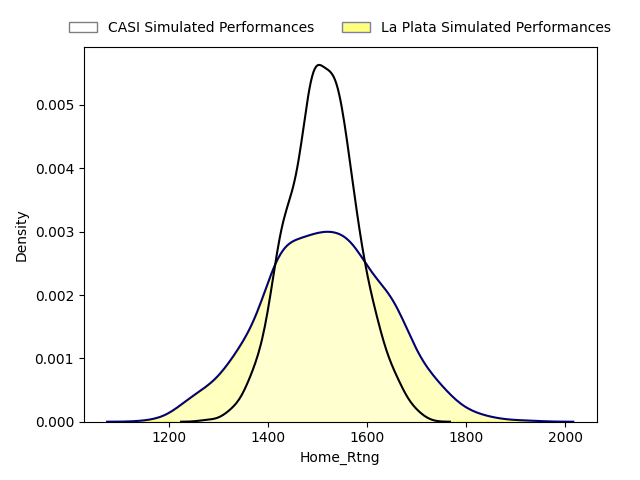 CASI Simulated Performances La Plata Simulated Performances
Density
0.005
0.004
0.003
0.002
0.001
0.000
1200 1400 1600 1800 2000
Home_Rtng